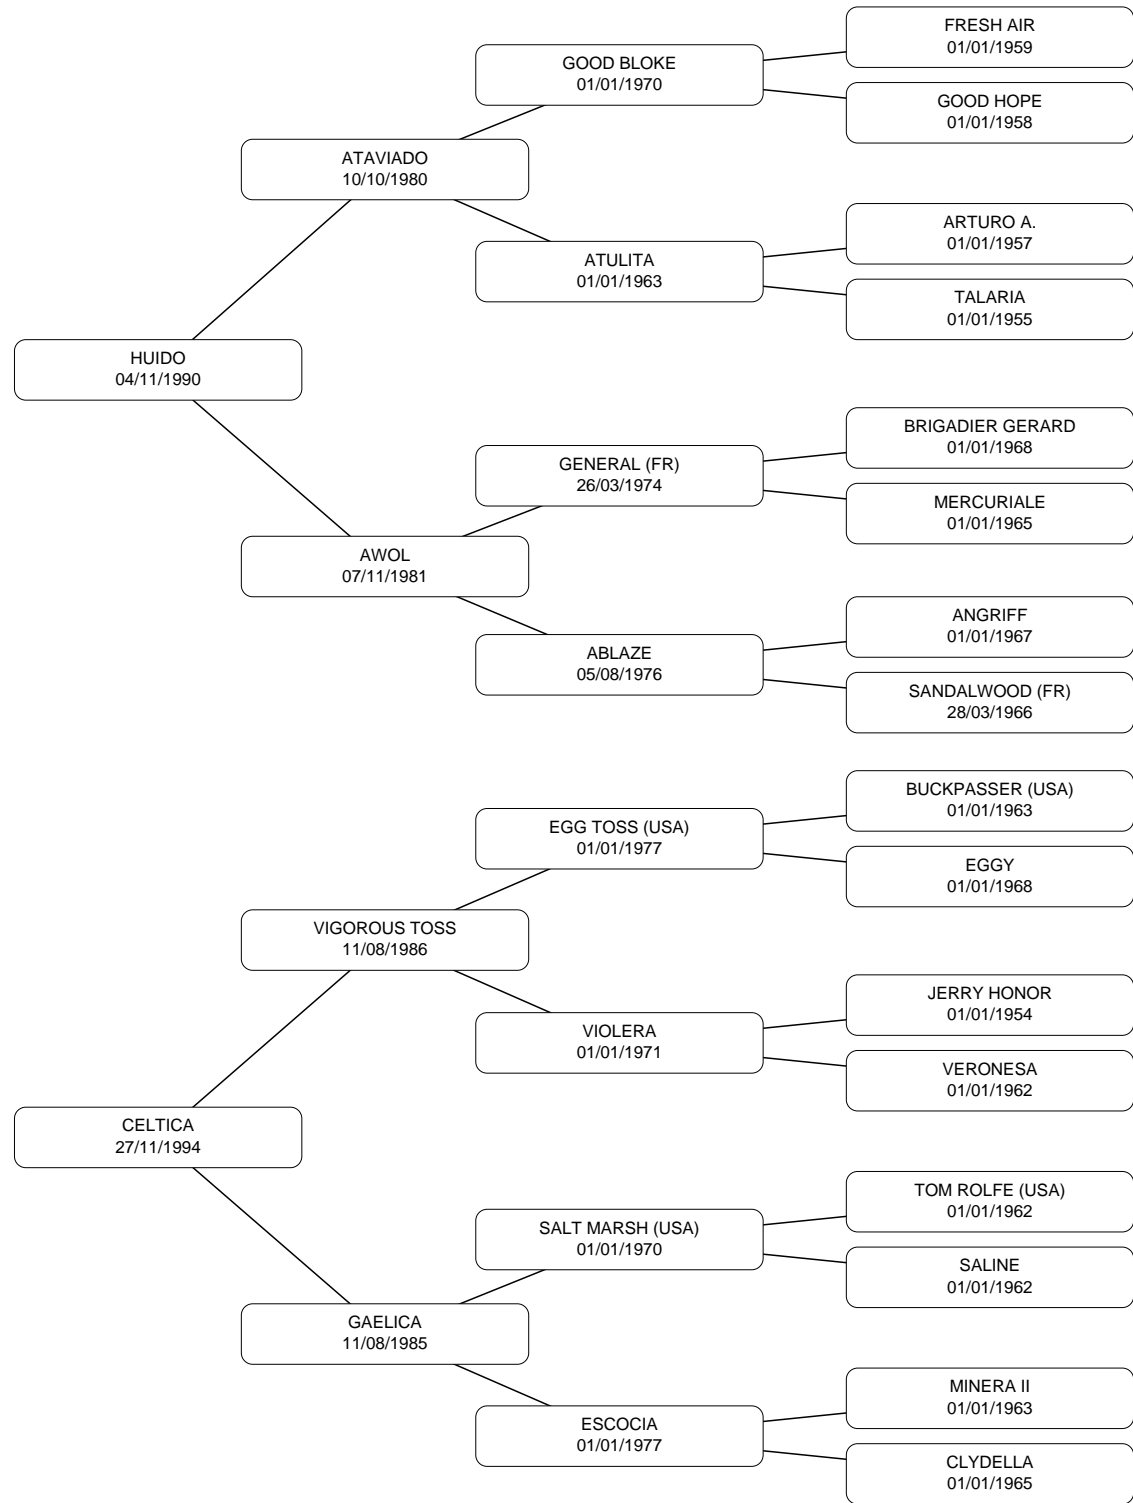 FRESH AIR
01/01/1959
GOOD BLOKE
01/01/1970
GOOD HOPE
01/01/1958
ATAVIADO
10/10/1980
ARTURO A.
01/01/1957
ATULITA
01/01/1963
TALARIA
01/01/1955
HUIDO
04/11/1990
BRIGADIER GERARD
01/01/1968
GENERAL (FR)
26/03/1974
MERCURIALE
01/01/1965
AWOL
07/11/1981
ANGRIFF
01/01/1967
ABLAZE
05/08/1976
SANDALWOOD (FR)
28/03/1966
BUCKPASSER (USA)
01/01/1963
EGG TOSS (USA)
01/01/1977
EGGY
01/01/1968
VIGOROUS TOSS
11/08/1986
JERRY HONOR
01/01/1954
VIOLERA
01/01/1971
VERONESA
01/01/1962
CELTICA
27/11/1994
TOM ROLFE (USA)
01/01/1962
SALT MARSH (USA)
01/01/1970
SALINE
01/01/1962
GAELICA
11/08/1985
MINERA II
01/01/1963
ESCOCIA
01/01/1977
CLYDELLA
01/01/1965